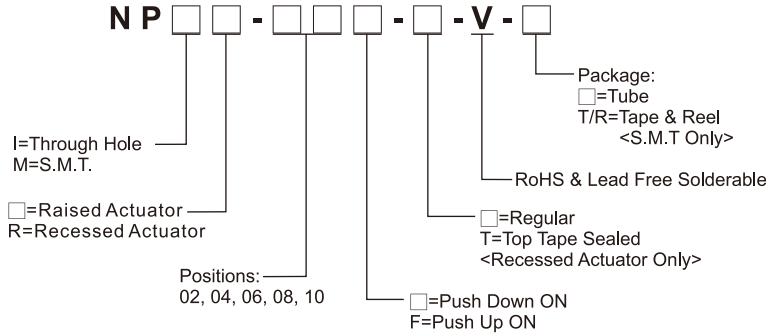 NP□□-□□□-□-V-□
Package:
□=Tube
T/R=Tape & Reel
<S.M.T Only>
I=Through Hole
M=S.M.T.
RoHS & Lead Free Solderable
□=Raised Actuator
R=Recessed Actuator
□=Regular
T=Top Tape Sealed
<Recessed Actuator Only>
Positions:
02, 04, 06, 08, 10
□=Push Down ON
F=Push Up ON